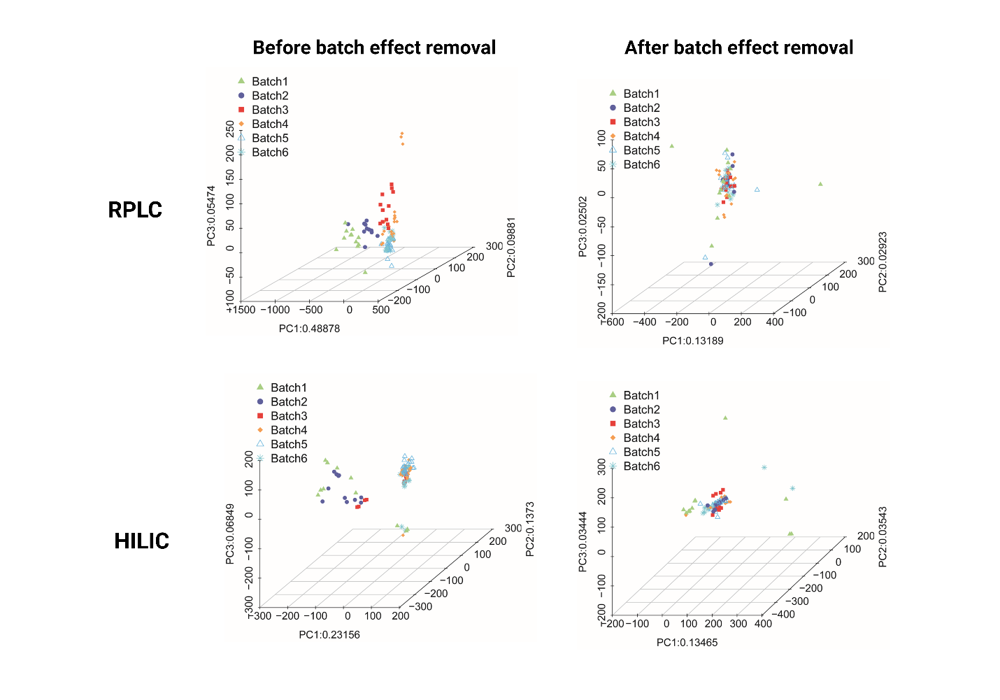 Before batch effect removal
After batch effect removal
RPLC
Batch1
Batch2
Batch3
Batch4
Batch5
Batch6
250
200
150
100
50
0
−50
−100
PC3:0.05474
−1500 −1000 −500 0 500
PC1:0.48878
300
200
100
0
−100
−200
PC2:0.09881
Batch1
Batch2
Batch3
Batch4
Batch5
Batch6
100
50
0
−50
−100
−150
−200
PC3:0.02502
−600 −400 −200 0 200 400
PC1:0.13189
300
200
100
0
−100
PC2:0.02923
HILIC
Batch1
Batch2
Batch3
Batch4
Batch5
Batch6
200
100
0
−100
−200
−300
PC3:0.06849
−300 −200 −100 0 100 200
PC1:0.23156
300
200
100
0
−100
−200
−300
PC2:0.1373
Batch1
Batch2
Batch3
Batch4
Batch5
Batch6
300
200
100
0
−100
−200
PC3:0.03444
−200 −100 0 100 200 300 400
PC1:0.13465
200
100
0
−100
−200
−300
−400
PC2:0.03543